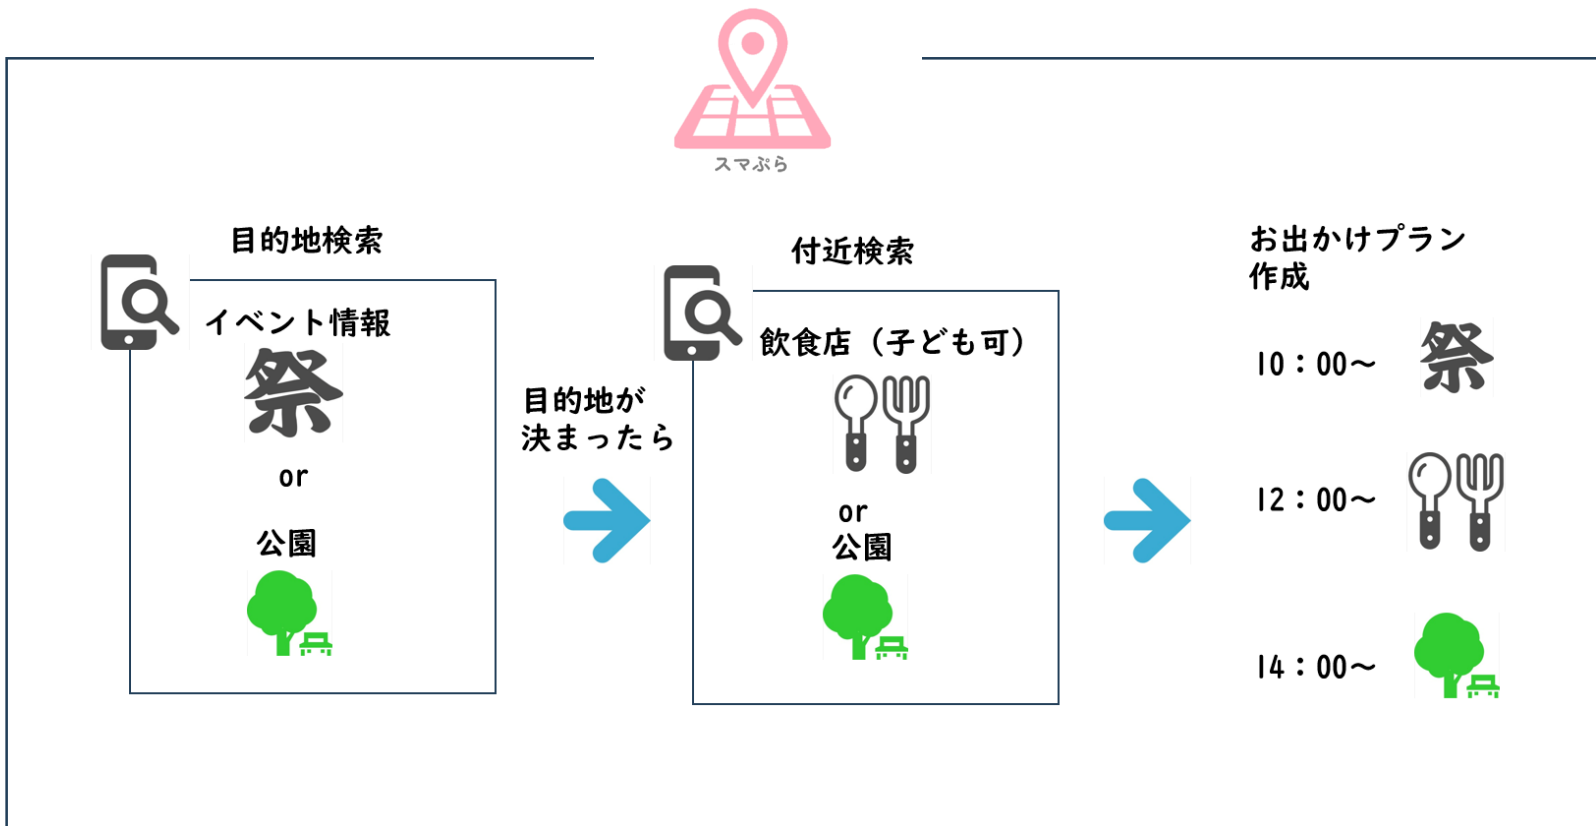 スマぷら
目的地検索
イベント情報
祭
or
公園
目的地が
決まったら
付近検索
飲食店（子ども可）
or
公園
お出かけプラン
作成
10：00～
祭
12：00～
14：00～